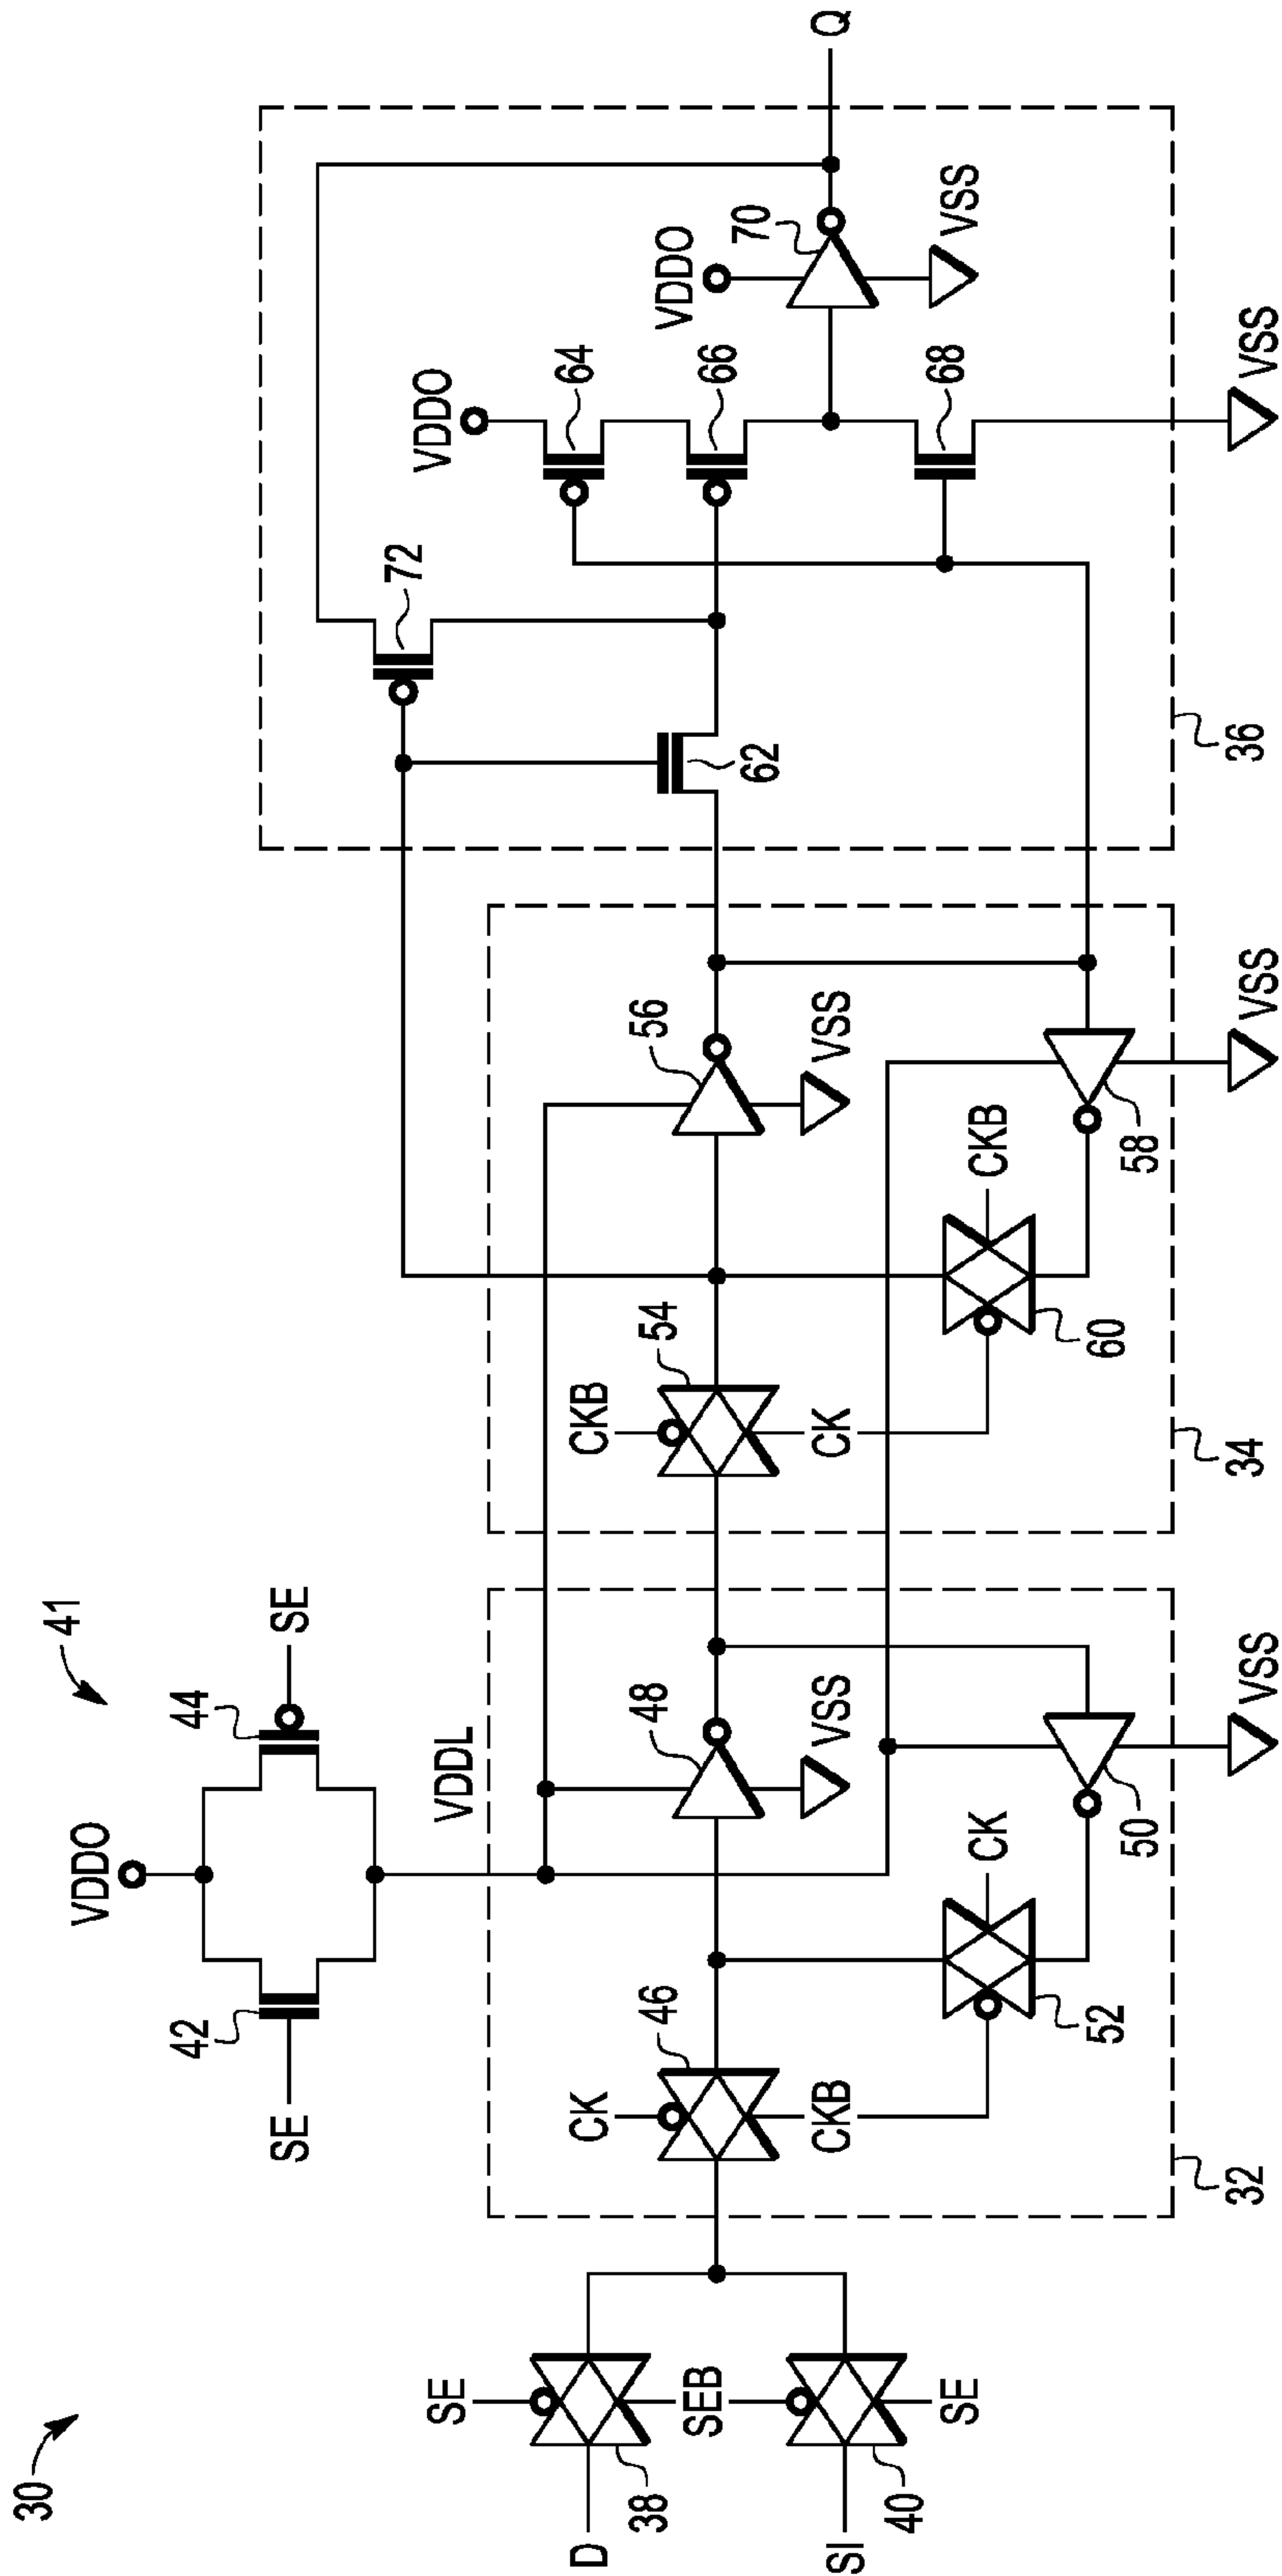 30
D
SI
SE
38
SEB
40
SE
41
VDDO
SE
42
44
SE
VDDL
CK
46
CKB
48
VSS
52
CK
50
VSS
32
CKB
54
CK
56
VSS
60
CKB
58
VSS
34
72
62
VDDO
64
66
68
VSS
VDDO
70
VSS
36
Q